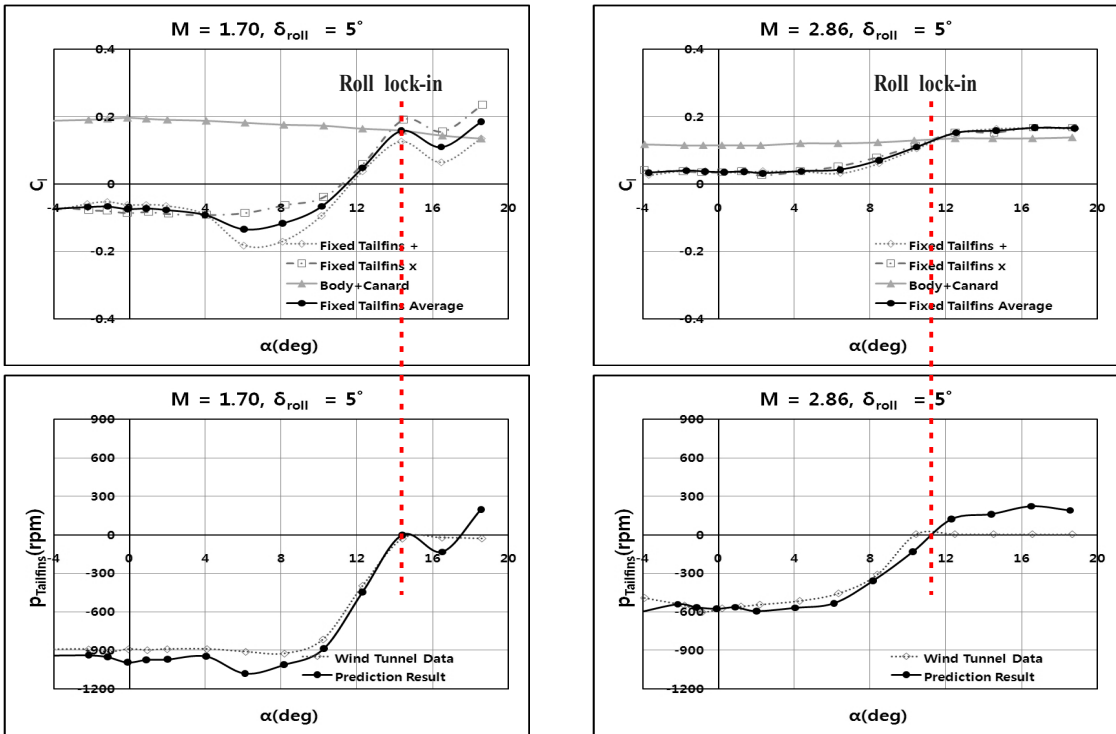 M = 1.70, δroll = 5°
0.4
Roll lock-in
0.2
0
-4 0 4 8 12 16 20
Cl
-0.2
-0.4
Fixed Tailfins +
Fixed Tailfins x
Body+Canard
Fixed Tailfins Average
α(deg)
M = 2.86, δroll = 5°
0.4
Roll lock-in
0.2
0
-4 0 4 8 12 16 20
Cl
-0.2
-0.4
Fixed Tailfins +
Fixed Tailfins x
Body+Canard
Fixed Tailfins Average
α(deg)
M = 1.70, δroll = 5°
900
600
300
0
-4 0 4 8 12 16 20
pTailfins(rpm)
-300
-600
-900
-1200
Wind Tunnel Data
Prediction Result
α(deg)
M = 2.86, δroll = 5°
900
600
300
0
-4 0 4 8 12 16 20
pTailfins(rpm)
-300
-600
-900
-1200
Wind Tunnel Data
Prediction Result
α(deg)